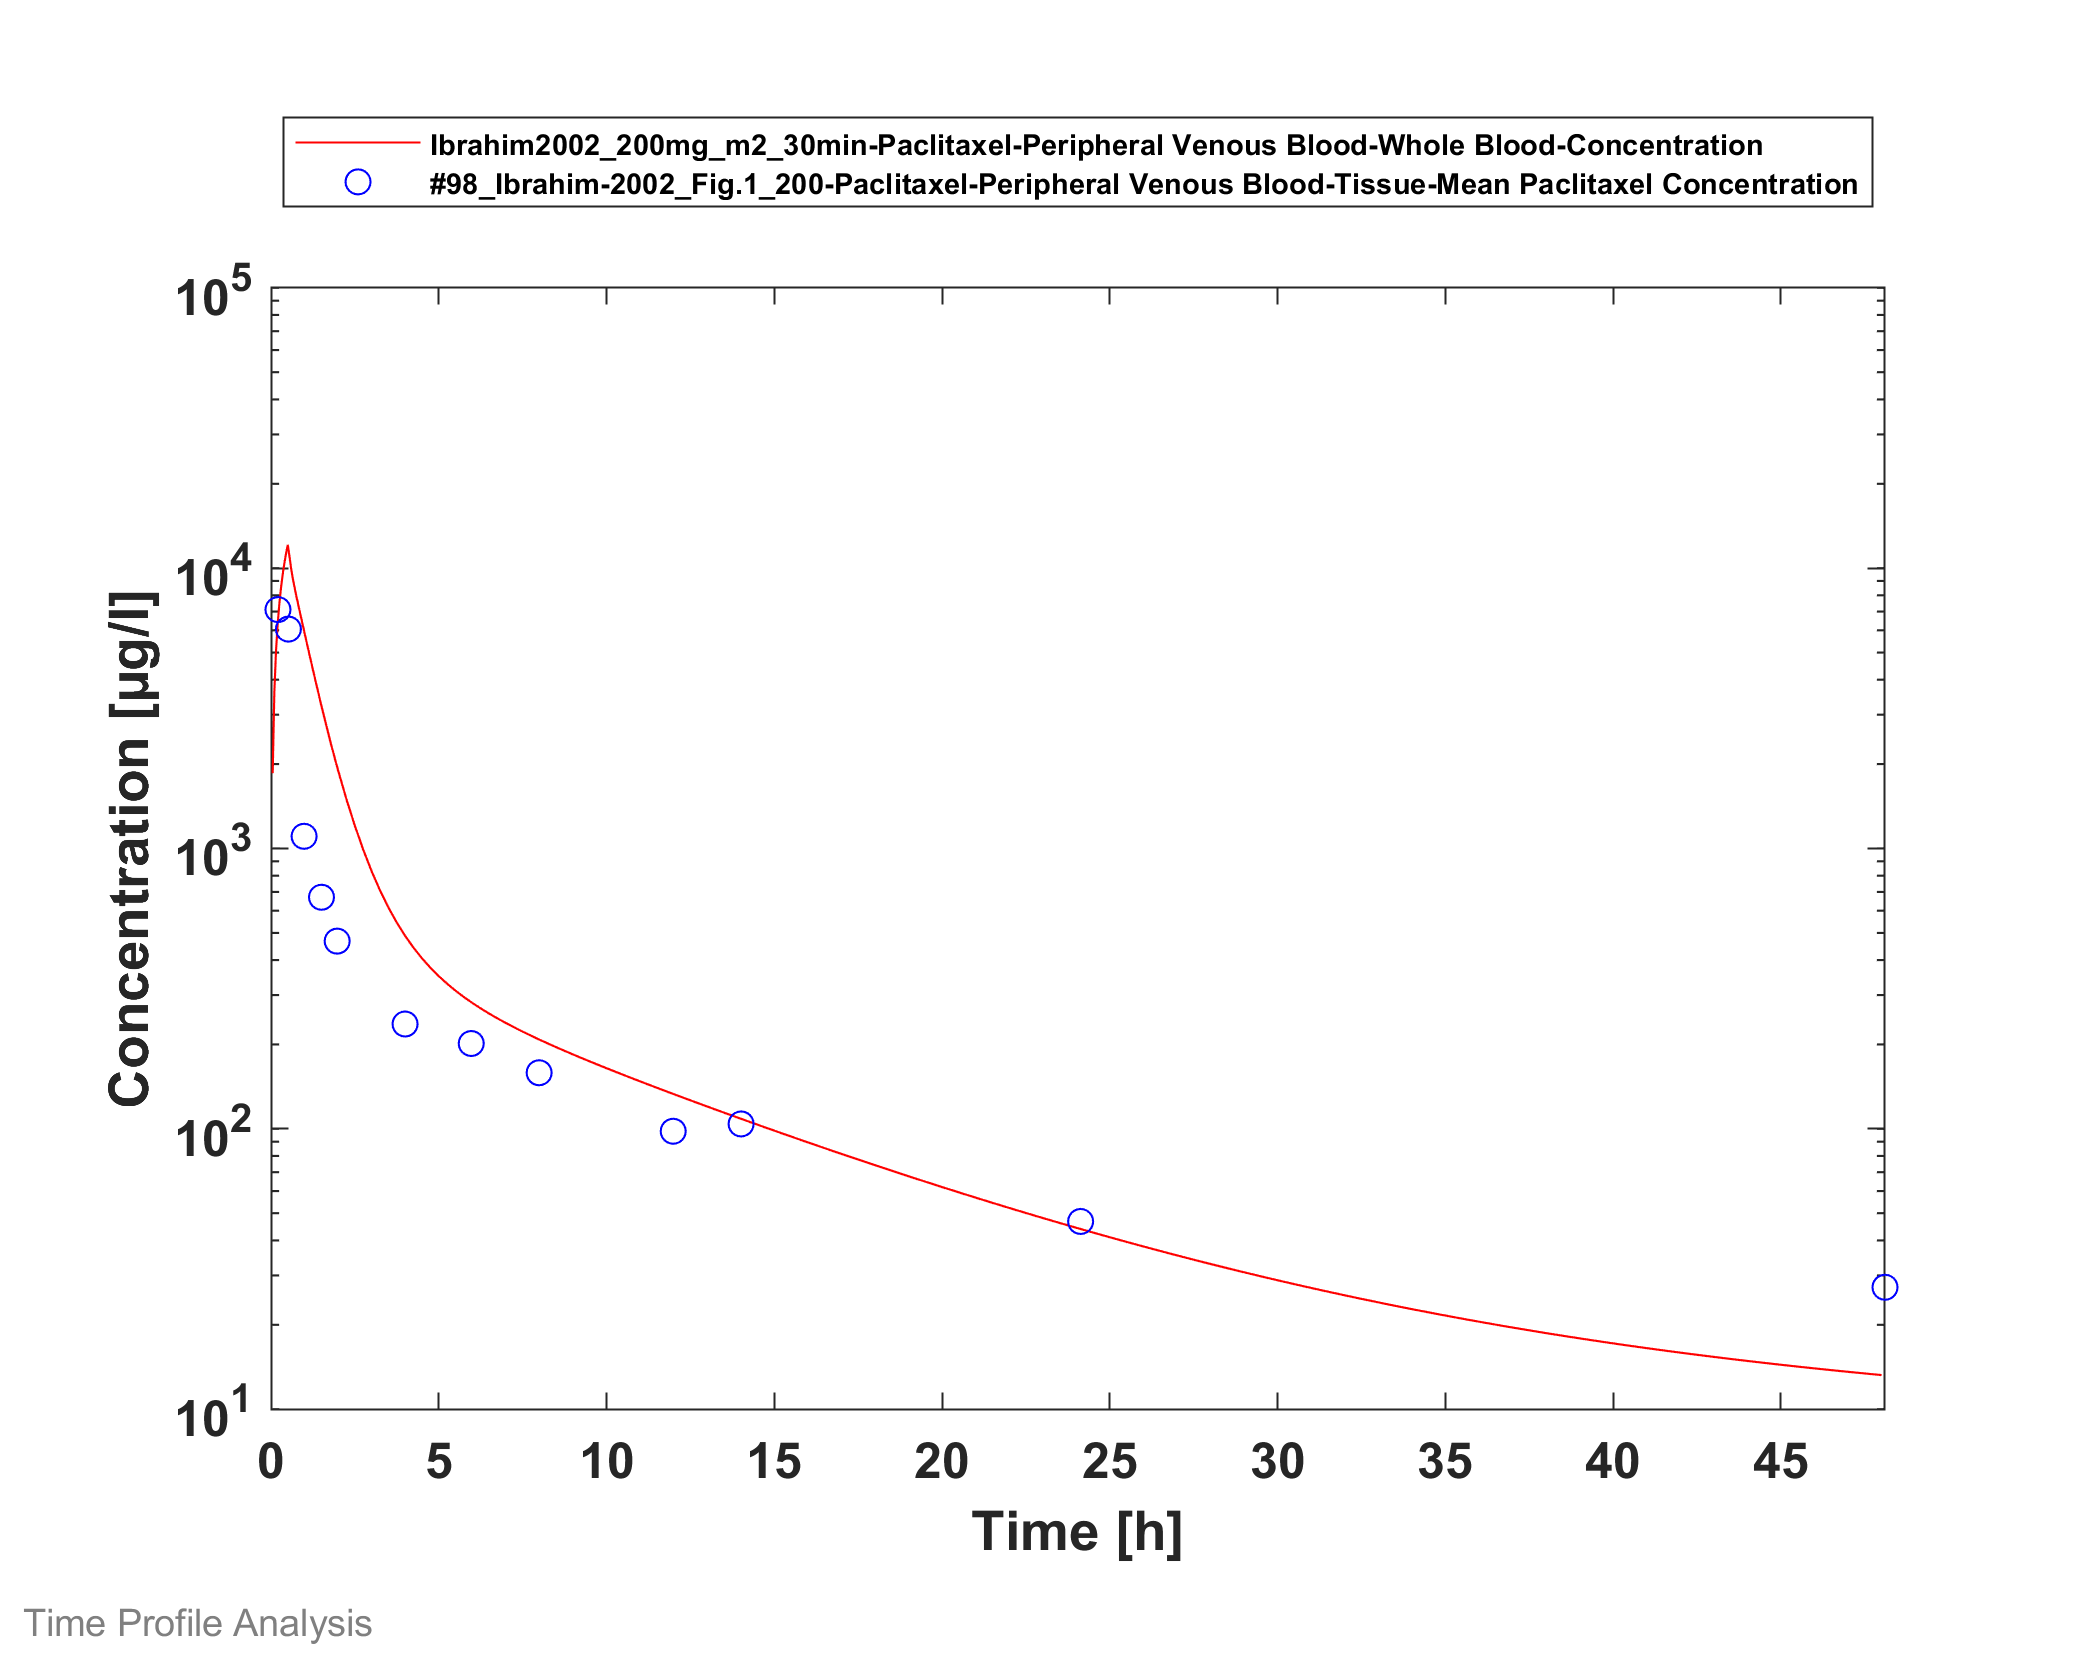 Ibrahim2002_200mg_m2_30min-Paclitaxel-Peripheral Venous Blood-Whole Blood-Concentration
#98_Ibrahim-2002_Fig.1_200-Paclitaxel-Peripheral Venous Blood-Tissue-Mean Paclitaxel Concentration
10^5
10^4
10^3
10^2
10^1
Concentration [µg/l]
0 5 10 15 20 25 30 35 40 45
Time [h]
Time Profile Analysis